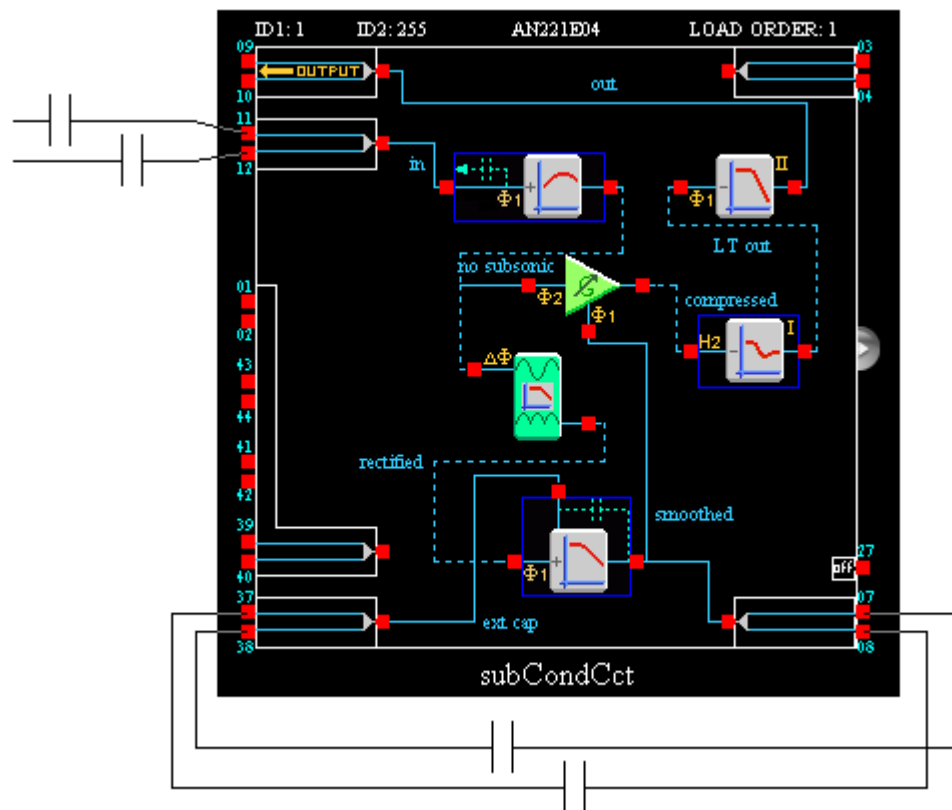 ID1: 1 ID2: 255 AN221E04 LOAD ORDER: 1
09 03
OUTPUT
out
10 04
11
12
in
Φ1
Φ1 II
LT out
no subsonic
01
Φ2
Φ1
compressed
02
H2 I
43
ΔΦ
44
41
rectified
42
39
smoothed
27
off
40
Φ1
37 07
ext cap
38 08
subCondCct